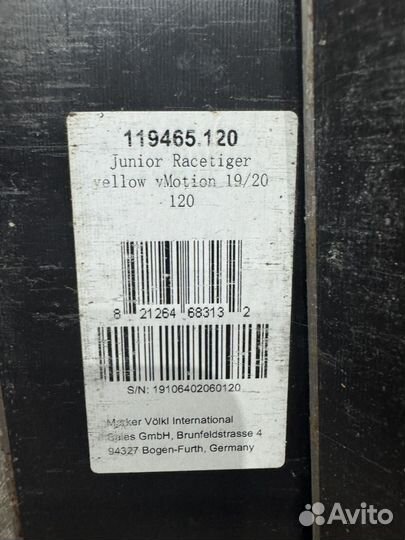 119465.120
Junior Racetiger
yellow vMotion 19/20
120
8 21264 68313 2
S/N: 19106402060120
Marker Völkl International
Sales GmbH, Brunfeldstrasse 4
94327 Bogen-Furth, Germany
Avito